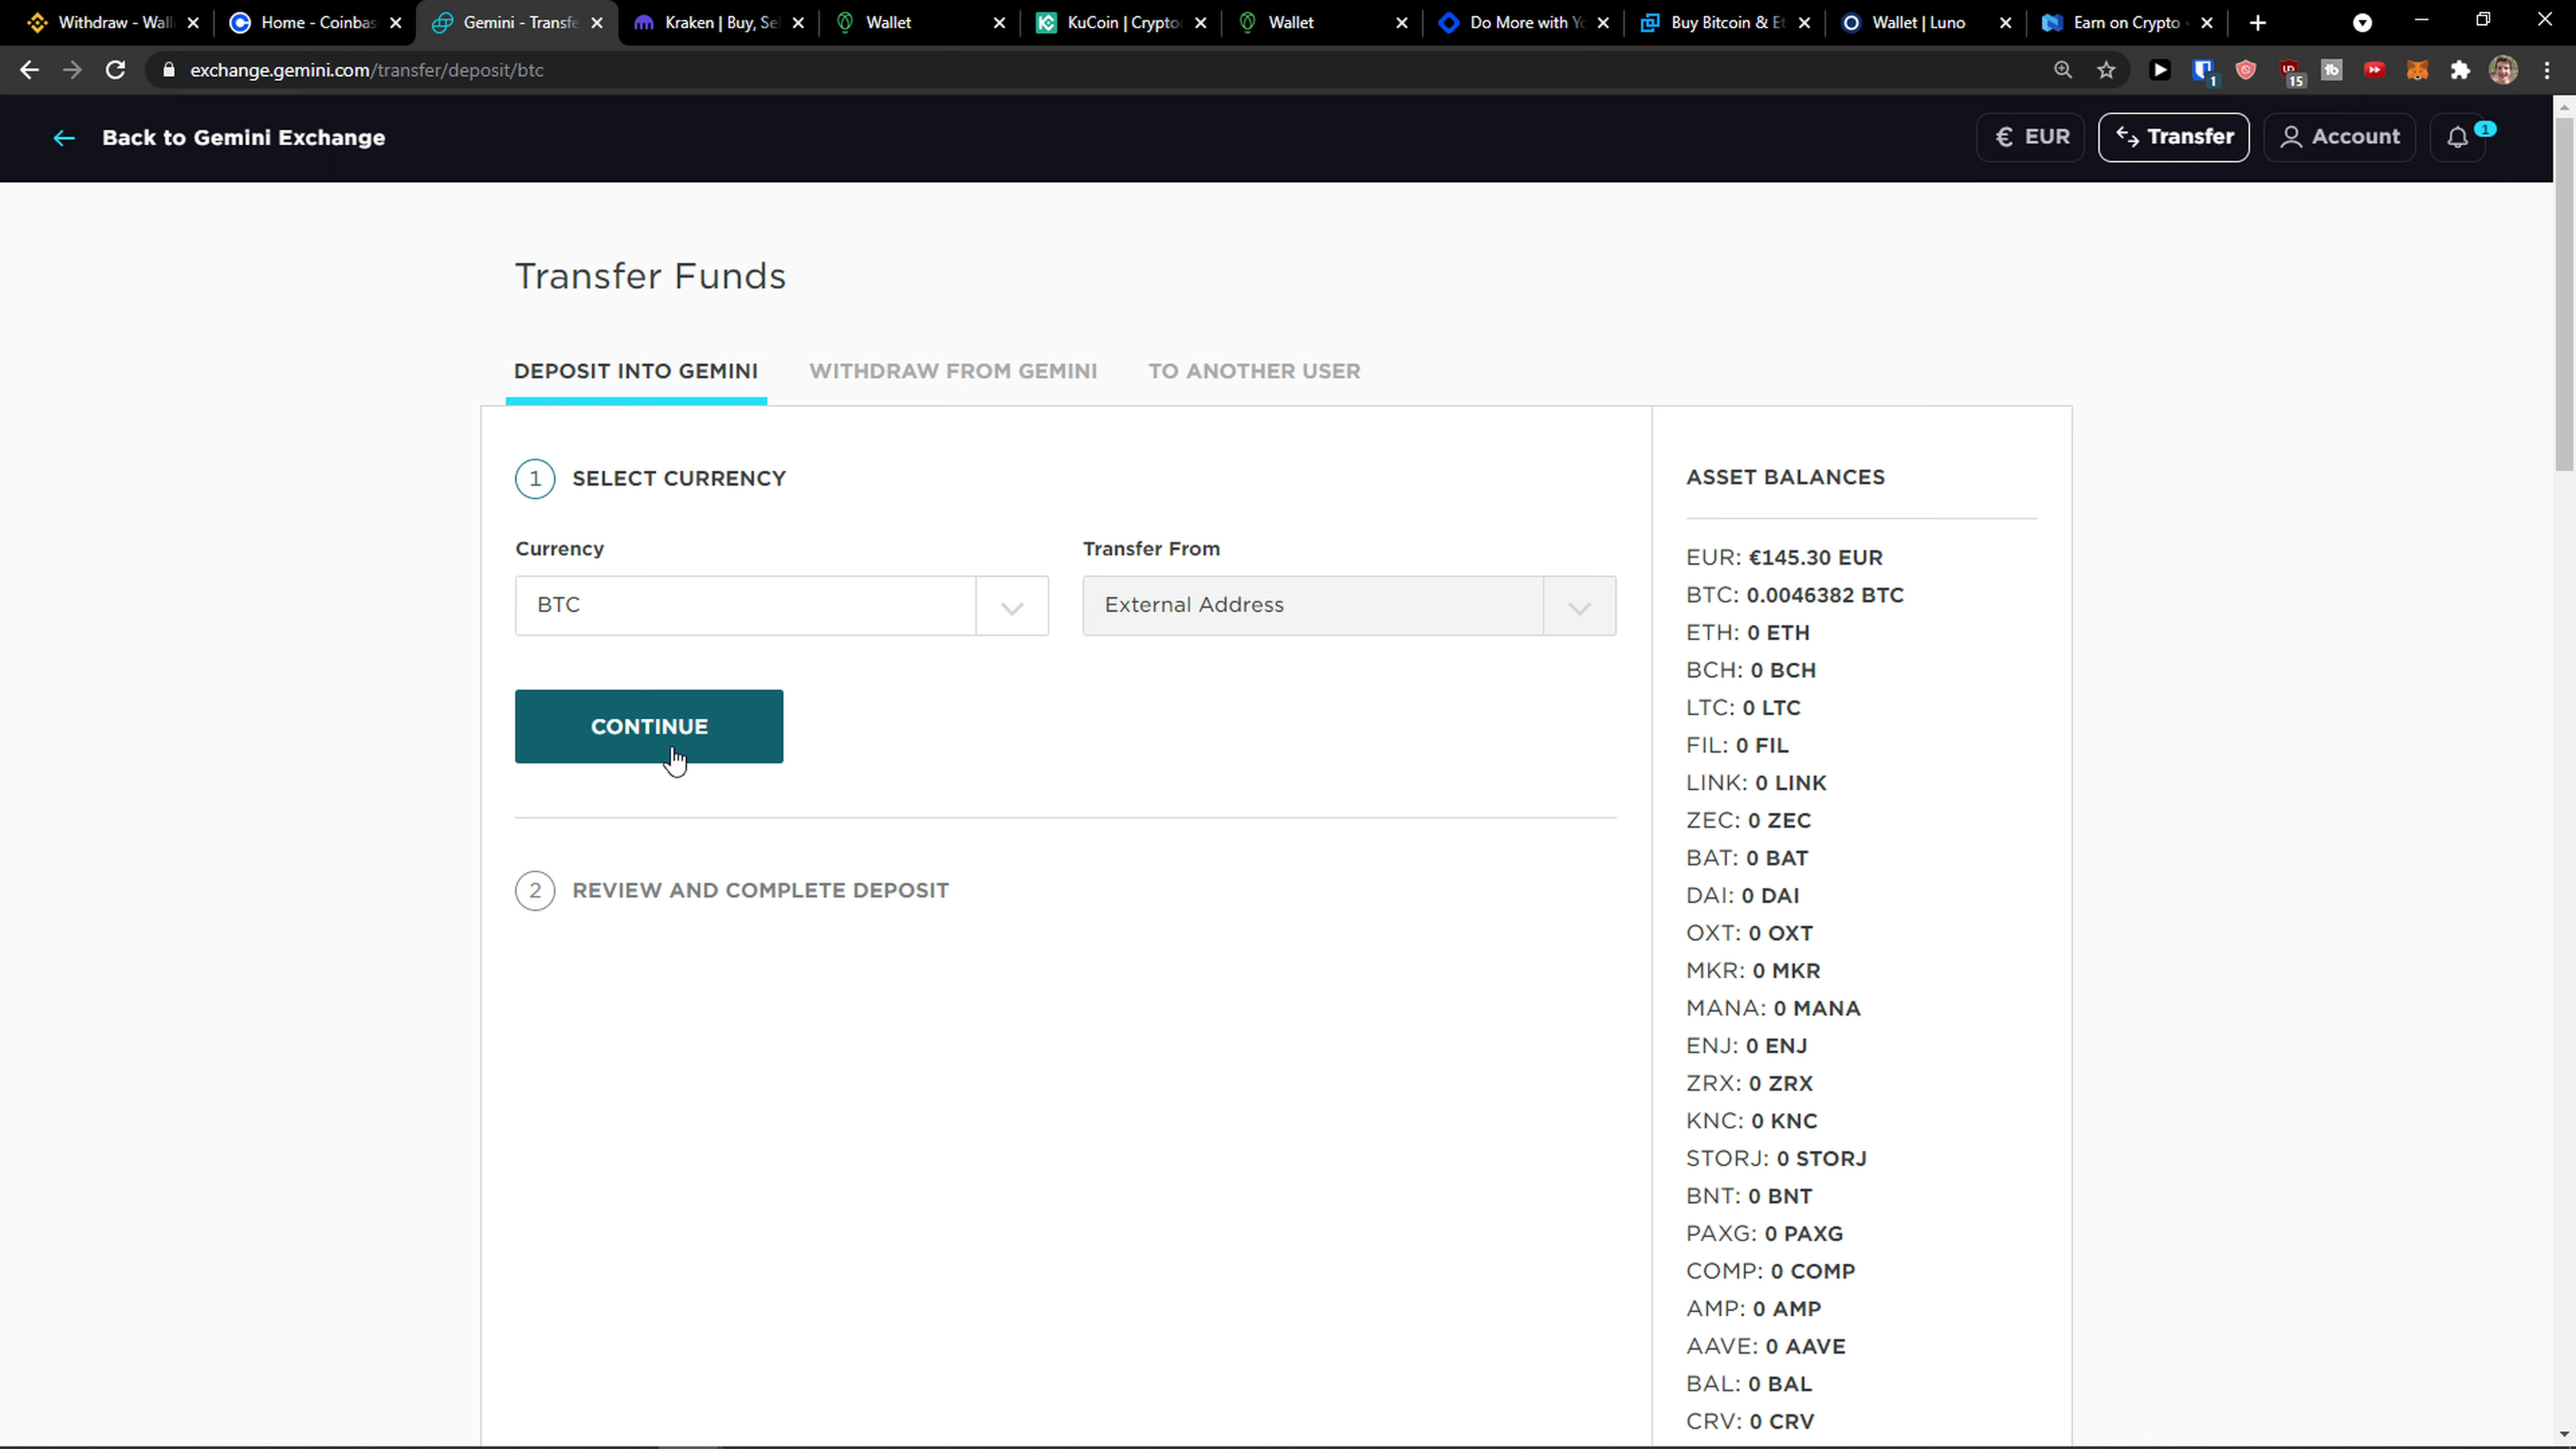 Withdraw - Wal
Home - Coinbas
Gemini - Transfe
Kraken | Buy, Se
Wallet
KuCoin | Crypto
Wallet
Do More with Yo
Buy Bitcoin & Et
Wallet | Luno
Earn on Crypto
exchange.gemini.com/transfer/deposit/btc
1
15
Back to Gemini Exchange
€ EUR
Transfer
Account
1
Transfer Funds
DEPOSIT INTO GEMINI
WITHDRAW FROM GEMINI
TO ANOTHER USER
1 SELECT CURRENCY
Currency
Transfer From
BTC
External Address
CONTINUE
2 REVIEW AND COMPLETE DEPOSIT
ASSET BALANCES
EUR: €145.30 EUR
BTC: 0.0046382 BTC
ETH: 0 ETH
BCH: 0 BCH
LTC: 0 LTC
FIL: 0 FIL
LINK: 0 LINK
ZEC: 0 ZEC
BAT: 0 BAT
DAI: 0 DAI
OXT: 0 OXT
MKR: 0 MKR
MANA: 0 MANA
ENJ: 0 ENJ
ZRX: 0 ZRX
KNC: 0 KNC
STORJ: 0 STORJ
BNT: 0 BNT
PAXG: 0 PAXG
COMP: 0 COMP
AMP: 0 AMP
AAVE: 0 AAVE
BAL: 0 BAL
CRV: 0 CRV